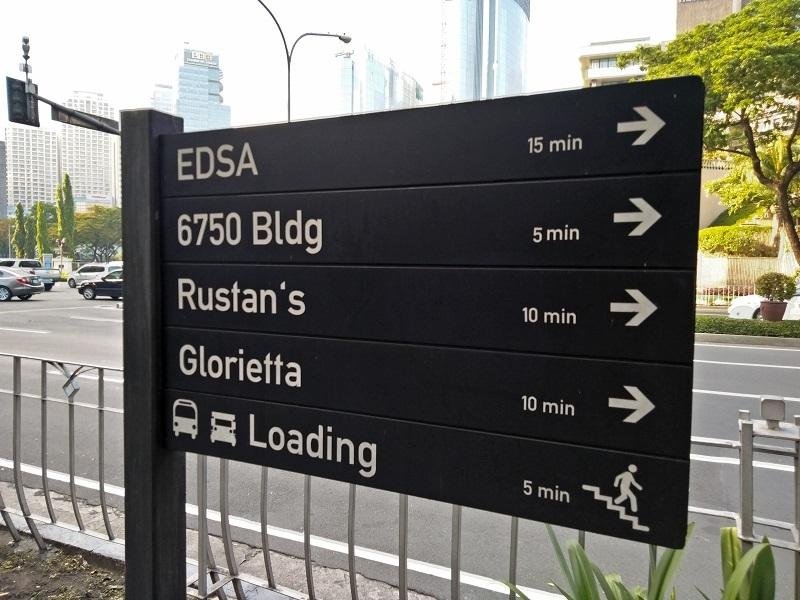 EDSA 15 min →
6750 Bldg 5 min →
Rustan's 10 min →
Glorietta 10 min →
Loading 5 min